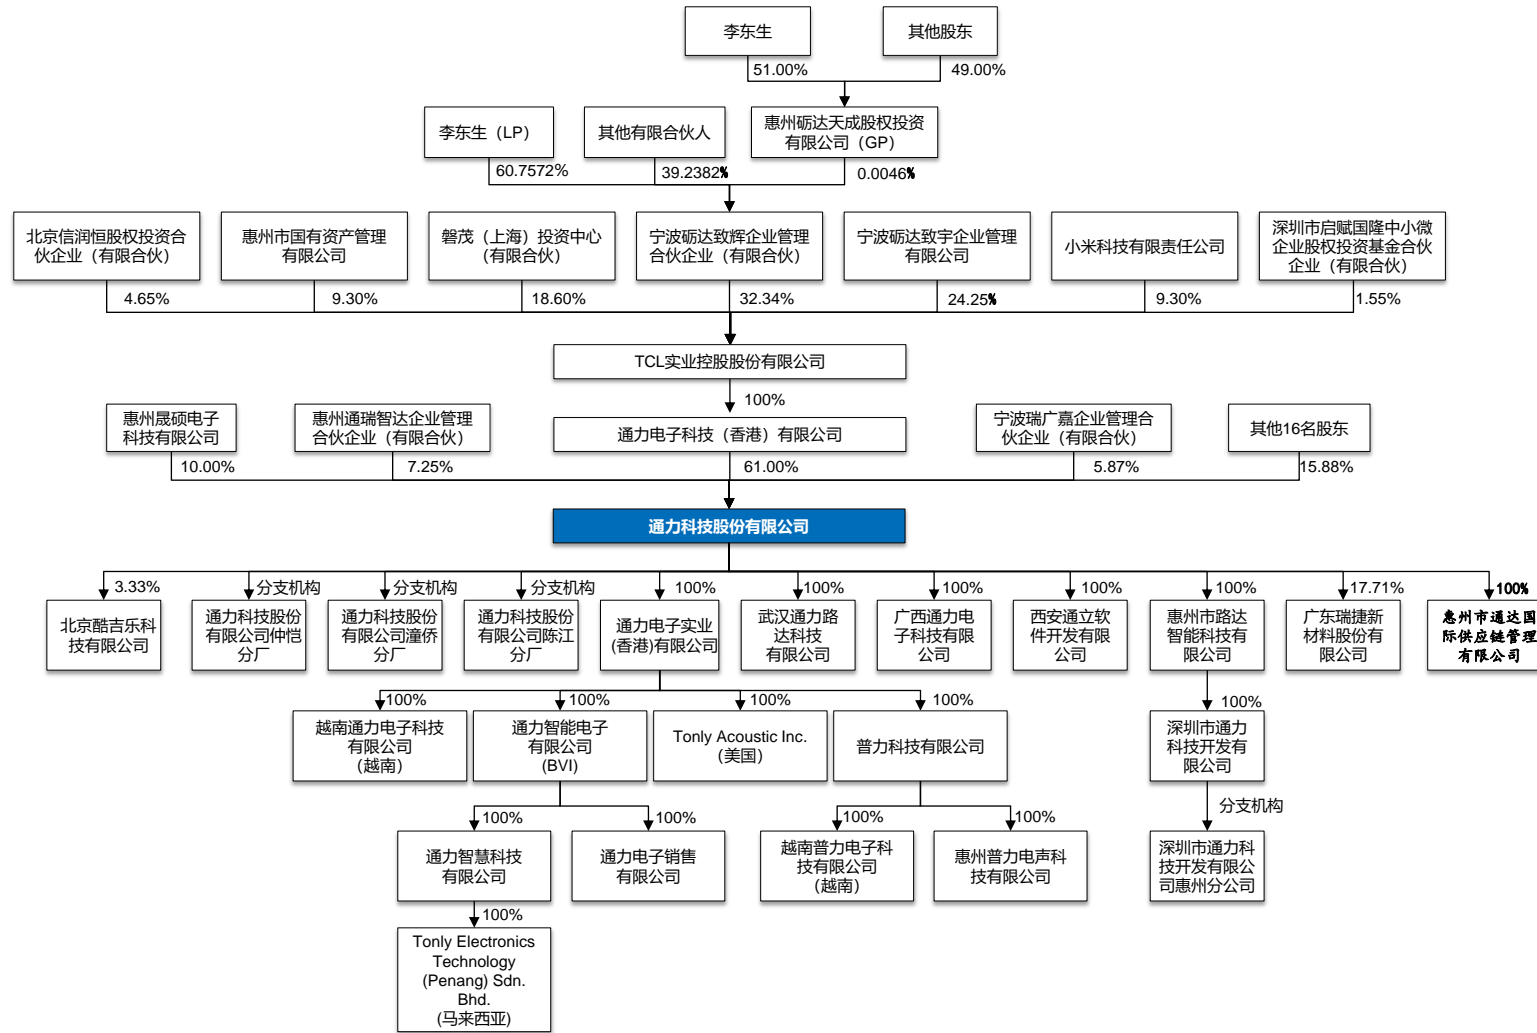 李东生
其他股东
51.00%
49.00%
李东生（LP）
其他有限合伙人
惠州砺达天成股权投资
有限公司（GP）
60.7572%
39.2382%
0.0046%
北京信润恒股权投资合
伙企业（有限合伙）
惠州市国有资产管理
有限公司
磐茂（上海）投资中心
（有限合伙）
宁波砺达致辉企业管理
合伙企业（有限合伙）
宁波砺达致宇企业管理
有限公司
小米科技有限责任公司
深圳市启赋国隆中小微
企业股权投资基金合伙
企业（有限合伙）
4.65%
9.30%
18.60%
32.34%
24.25%
9.30%
1.55%
TCL实业控股股份有限公司
100%
惠州晟硕电子
科技有限公司
惠州通瑞智达企业管理
合伙企业（有限合伙）
通力电子科技（香港）有限公司
宁波瑞广嘉企业管理合
伙企业（有限合伙）
其他16名股东
10.00%
7.25%
61.00%
5.87%
15.88%
通力科技股份有限公司
3.33%
分支机构
分支机构
分支机构
100%
100%
100%
100%
100%
17.71%
100%
北京酷吉乐科
技有限公司
通力科技股份
有限公司仲恺
分厂
通力科技股份
有限公司潼侨
分厂
通力科技股份
有限公司陈江
分厂
通力电子实业
(香港)有限公司
武汉通力路
达科技
有限公司
广西通力电
子科技有限
公司
西安通立软
件开发有限
公司
惠州市路达
智能科技有
限公司
广东瑞捷新
材料股份有
限公司
惠州市通达国
际供应链管理
有限公司
100%
100%
100%
100%
100%
越南通力电子科技
有限公司
（越南）
通力智能电子
有限公司
(BVI)
Tonly Acoustic Inc.
（美国）
普力科技有限公司
深圳市通力
科技开发有
限公司
100%
100%
100%
100%
分支机构
通力智慧科技
有限公司
通力电子销售
有限公司
越南普力电子科
技有限公司
（越南）
惠州普力电声科
技有限公司
深圳市通力科
技开发有限公
司惠州分公司
100%
Tonly Electronics
Technology
(Penang) Sdn.
Bhd.
(马来西亚)